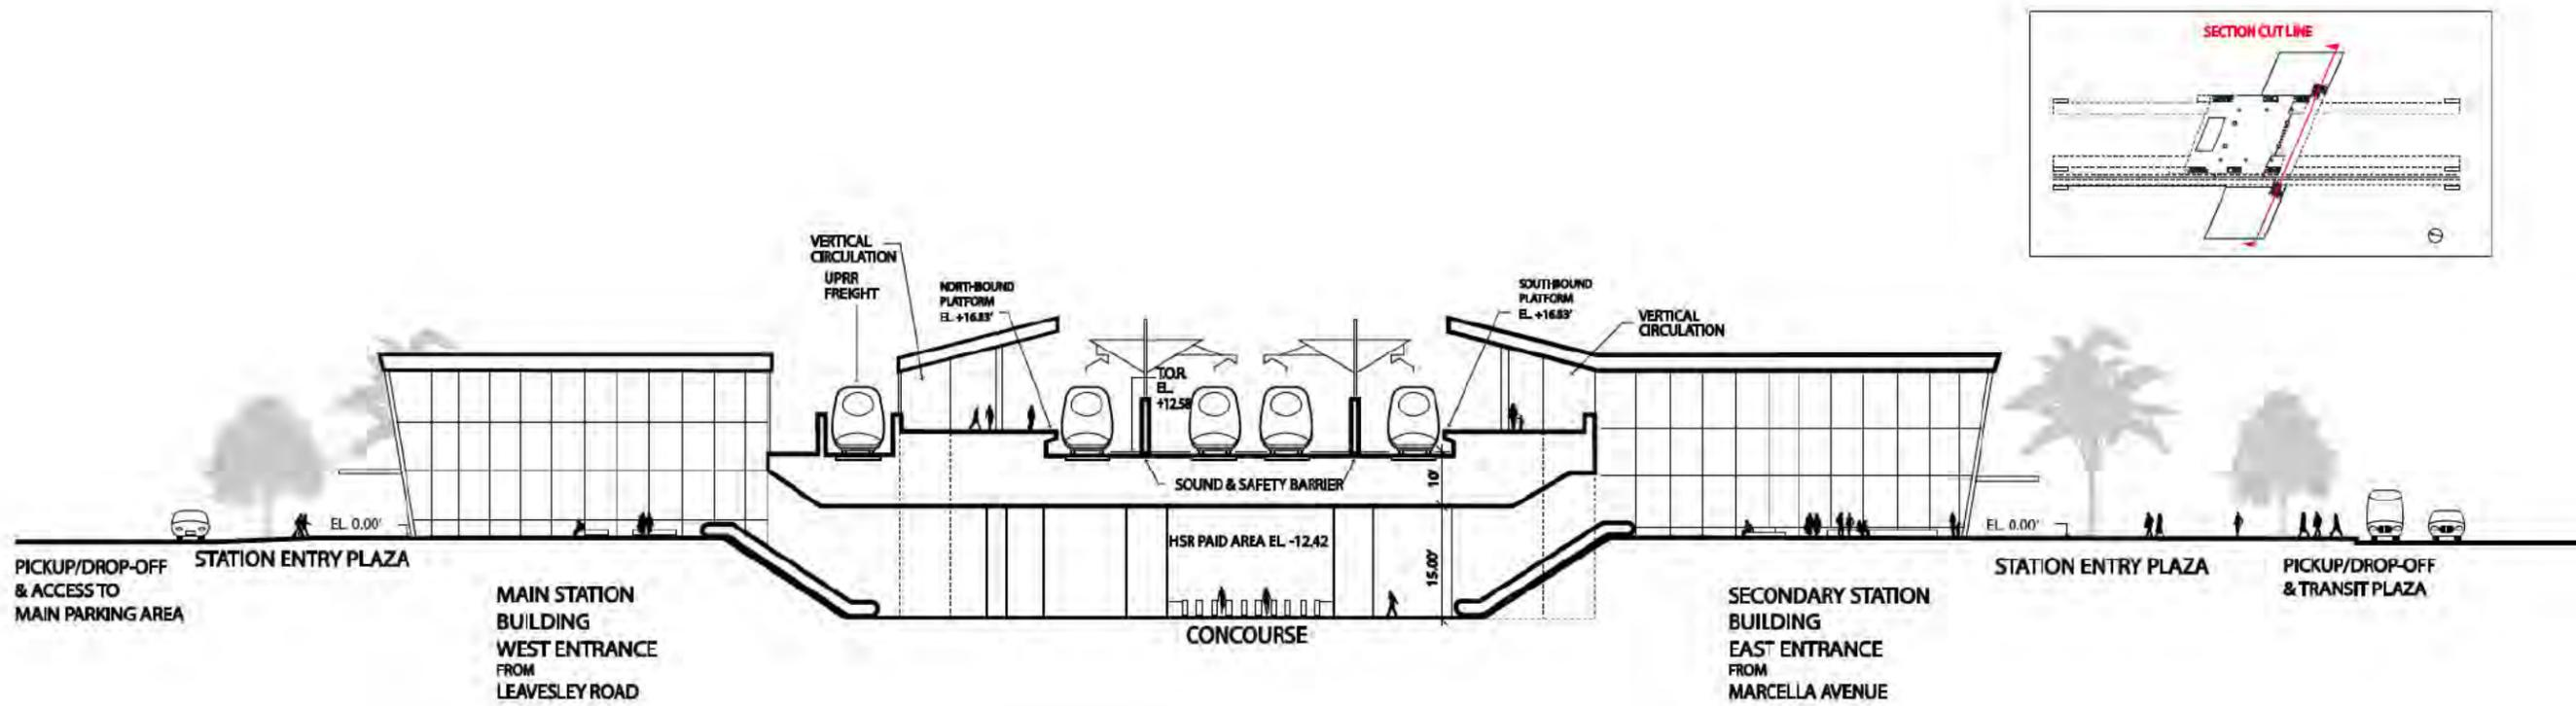 SECTION CUT LINE
VERTICAL
CIRCULATION
UPRR
FREIGHT
NORTHBOUND
PLATFORM
EL. +16.83'
T.O.R.
EL.
+12.58
SOUTHBOUND
PLATFORM
EL. +16.83'
VERTICAL
CIRCULATION
SOUND & SAFETY BARRIER
10'
EL. 0.00'
HSR PAID AREA EL. -12.42
15.00'
EL. 0.00'
PICKUP/DROP-OFF
& ACCESS TO
MAIN PARKING AREA
STATION ENTRY PLAZA
MAIN STATION
BUILDING
WEST ENTRANCE
FROM
LEAVESLEY ROAD
CONCOURSE
SECONDARY STATION
BUILDING
EAST ENTRANCE
FROM
MARCELLA AVENUE
STATION ENTRY PLAZA
PICKUP/DROP-OFF
& TRANSIT PLAZA